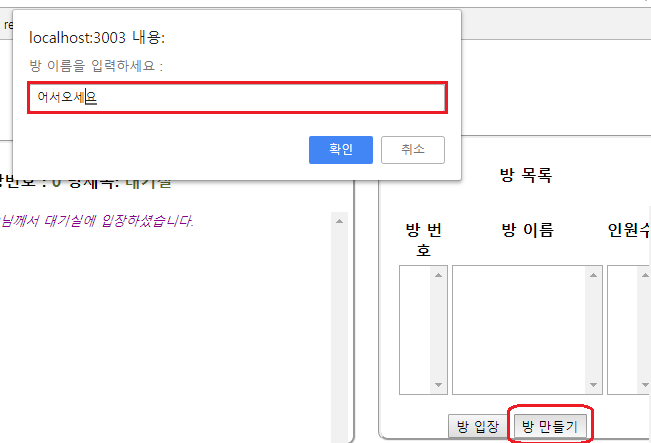 re
localhost:3003 내용:
방 이름을 입력하세요 :
어서오세요
확인 취소
방번호 : 0 방제목: 대기실
님께서 대기실에 입장하셨습니다.
방 목록
방 번호 방 이름 인원수
방 입장 방 만들기